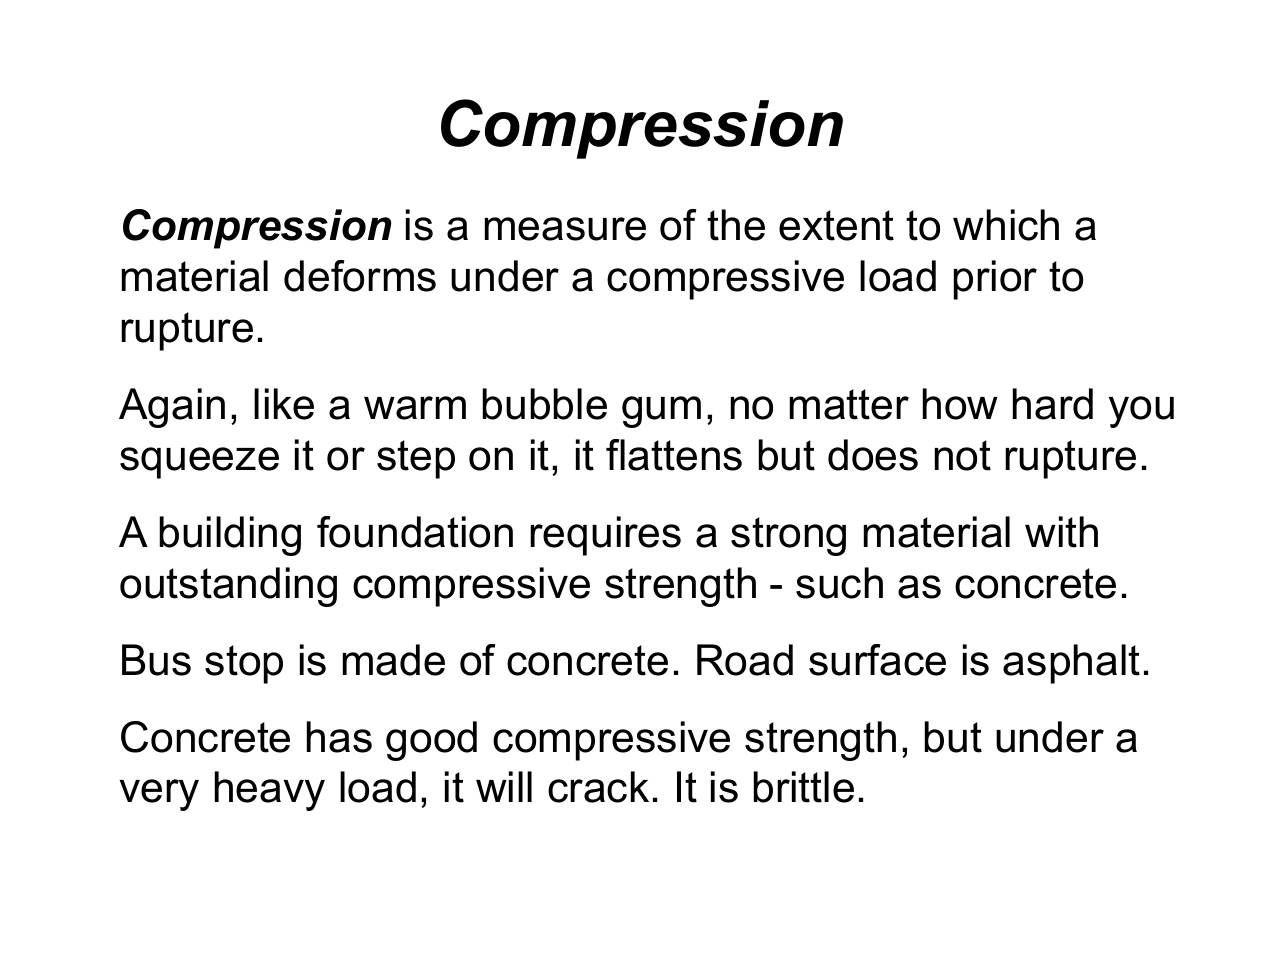 Compression
Compression is a measure of the extent to which a
material deforms under a compressive load prior to
rupture.
Again, like a warm bubble gum, no matter how hard you
squeeze it or step on it, it flattens but does not rupture.
A building foundation requires a strong material with
outstanding compressive strength - such as concrete.
Bus stop is made of concrete. Road surface is asphalt.
Concrete has good compressive strength, but under a
very heavy load, it will crack. It is brittle.